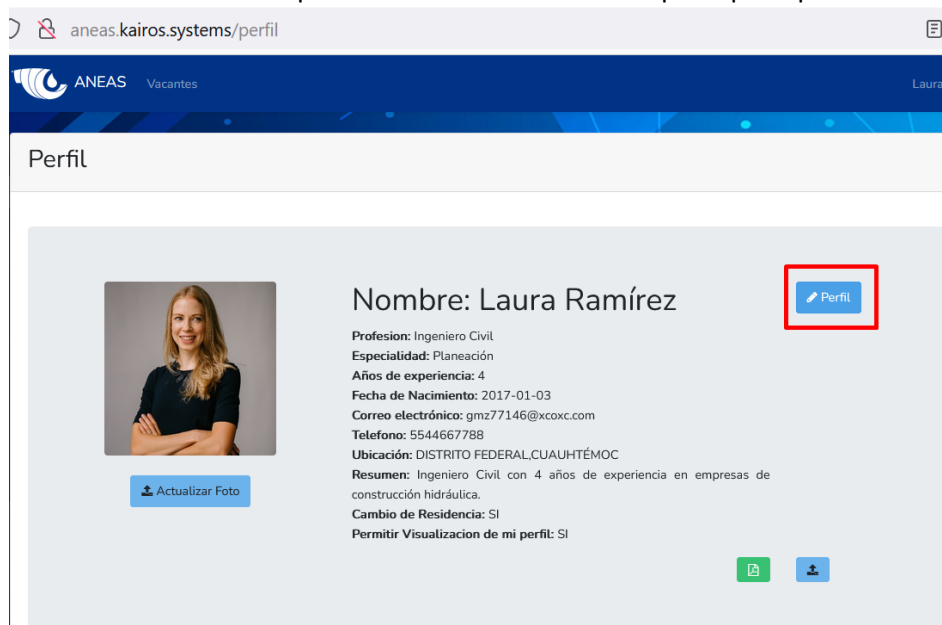 aneas.kairos.systems/perfil
ANEAS Vacantes Laura
Perfil
Nombre: Laura Ramírez
Perfil
Profesion: Ingeniero Civil
Especialidad: Planeación
Años de experiencia: 4
Fecha de Nacimiento: 2017-01-03
Correo electrónico: gmz77146@xcoxc.com
Telefono: 5544667788
Ubicación: DISTRITO FEDERAL,CUAUHTÉMOC
Resumen: Ingeniero Civil con 4 años de experiencia en empresas de
construcción hidráulica.
Cambio de Residencia: SI
Permitir Visualizacion de mi perfil: SI
Actualizar Foto